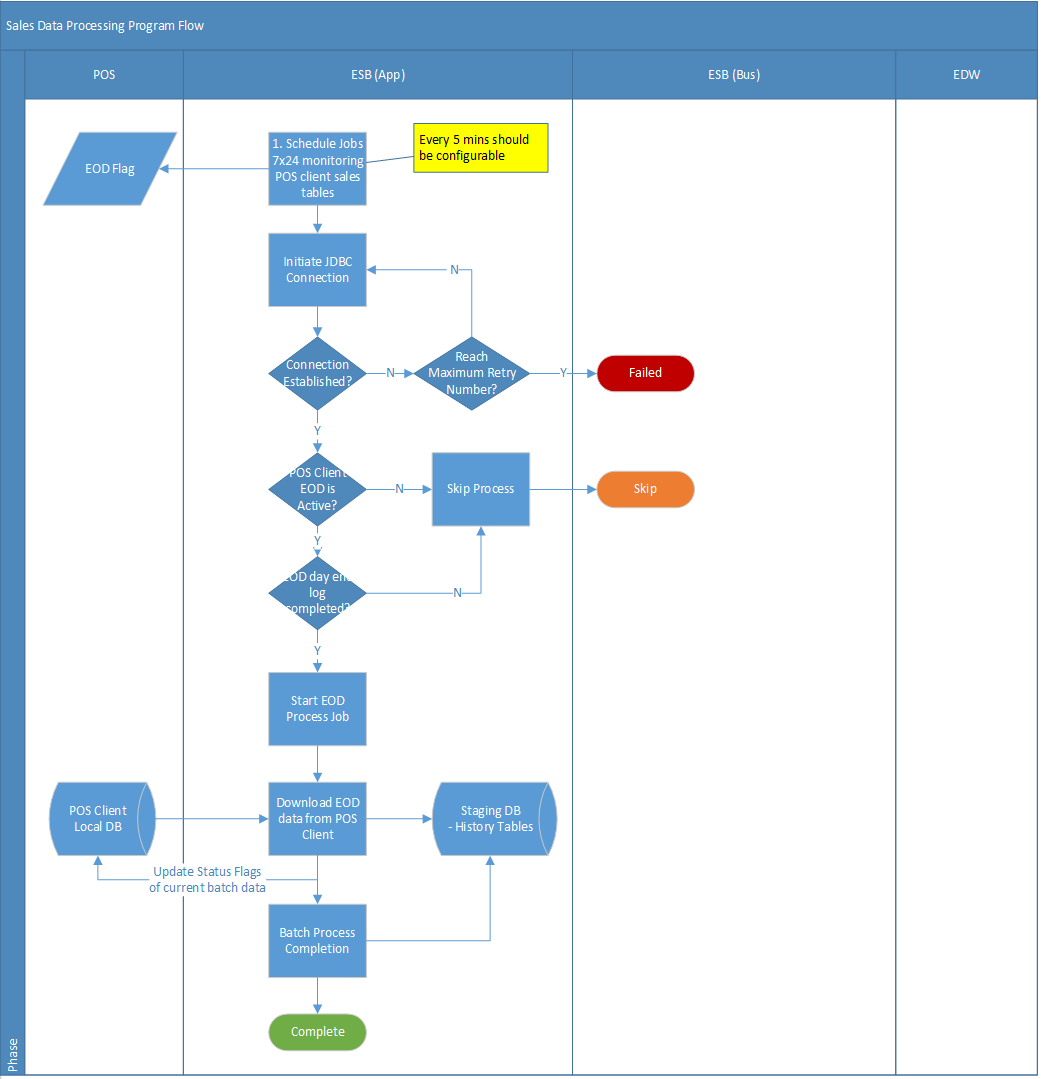 Sales Data Processing Program Flow
POS
ESB (App)
ESB (Bus)
EDW
EOD Flag
1. Schedule Jobs
7x24 monitoring
POS client sales
tables
Every 5 mins should
be configurable
Initiate JDBC
Connection
N
Connection
Established?
N
Reach
Maximum Retry
Number?
Y
Failed
Y
POS Client
EOD is
Active?
N
Skip Process
Skip
Y
EOD day end
log
completed?
N
Y
Start EOD
Process Job
POS Client
Local DB
Download EOD
data from POS
Client
Staging DB
- History Tables
Update Status Flags
of current batch data
Batch Process
Completion
Complete
Phase